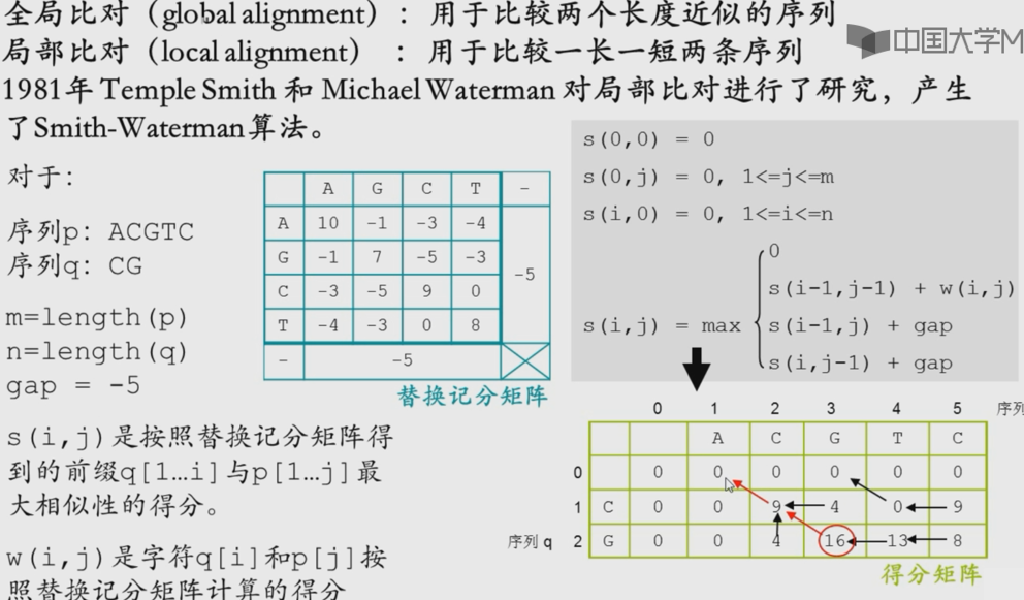 全局比对（global alignment）：用于比较两个长度近似的序列
局部比对（local alignment）：用于比较一长一短两条序列
中国大学M
1981年 Temple Smith 和 Michael Waterman 对局部比对进行了研究，产生
了Smith-Waterman算法。
对于：
序列p：ACGTC
序列q：CG
m=length(p)
n=length(q)
gap = -5
A G C T -
A 10 -1 -3 -4
G -1 7 -5 -3
-5
C -3 -5 9 0
T -4 -3 0 8
- -5
替换记分矩阵
s(0,0) = 0
s(0,j) = 0, 1<=j<=m
s(i,0) = 0, 1<=i<=n
0
s(i-1,j-1) + w(i,j)
s(i,j) = max
s(i-1,j) + gap
s(i,j-1) + gap
s(i,j)是按照替换记分矩阵得
到的前缀q[1…i]与p[1…j]最
大相似性的得分。
w(i,j)是字符q[i]和p[j]按
照替换记分矩阵计算的得分
0 1 2 3 4 5 序列
A C G T C
0 0 0 0 0 0 0
1 C 0 0 9 4 0 9
序列 q 2 G 0 0 4 16 13 8
得分矩阵